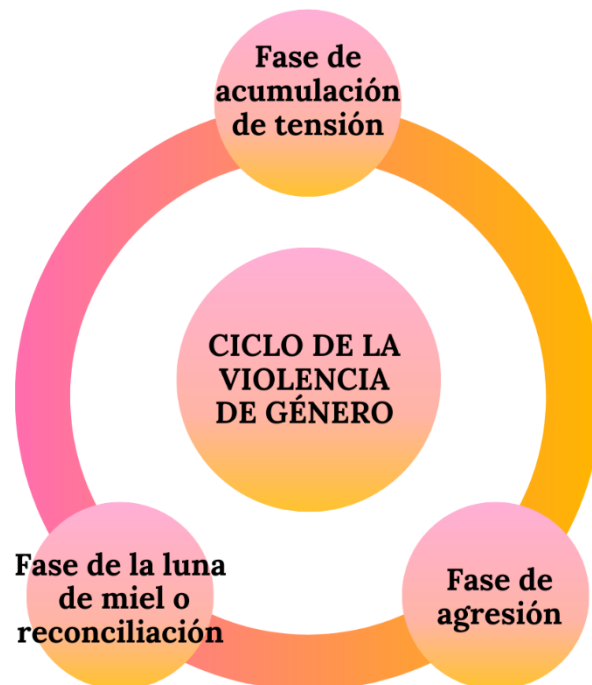 Fase de
acumulación
de tensión
CICLO DE LA
VIOLENCIA
DE GÉNERO
Fase de la luna
de miel o
reconciliación
Fase de
agresión